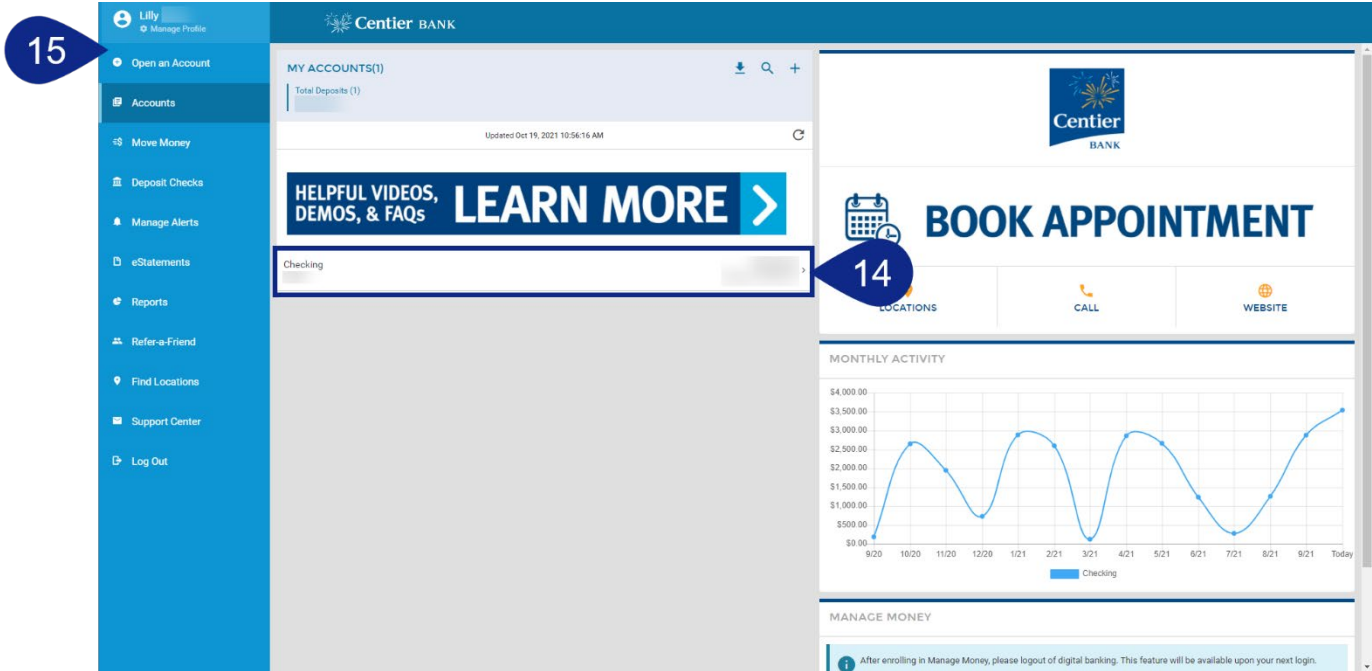 Lilly
Manage Profile
Centier BANK
15
Open an Account
Accounts
Move Money
Deposit Checks
Manage Alerts
eStatements
Reports
Refer-a-Friend
Find Locations
Support Center
Log Out
MY ACCOUNTS(1)
Total Deposits (1)
Updated Oct 19, 2021 10:56:16 AM
HELPFUL VIDEOS,
DEMOS, & FAQs
LEARN MORE
Checking
14
Centier
BANK
BOOK APPOINTMENT
LOCATIONS
CALL
WEBSITE
MONTHLY ACTIVITY
$4,000.00
$3,500.00
$3,000.00
$2,500.00
$2,000.00
$1,500.00
$1,000.00
$500.00
$0.00
9/20 10/20 11/20 12/20 1/21 2/21 3/21 4/21 5/21 6/21 7/21 8/21 9/21 Today
Checking
MANAGE MONEY
After enrolling in Manage Money, please logout of digital banking. This feature will be available upon your next login.